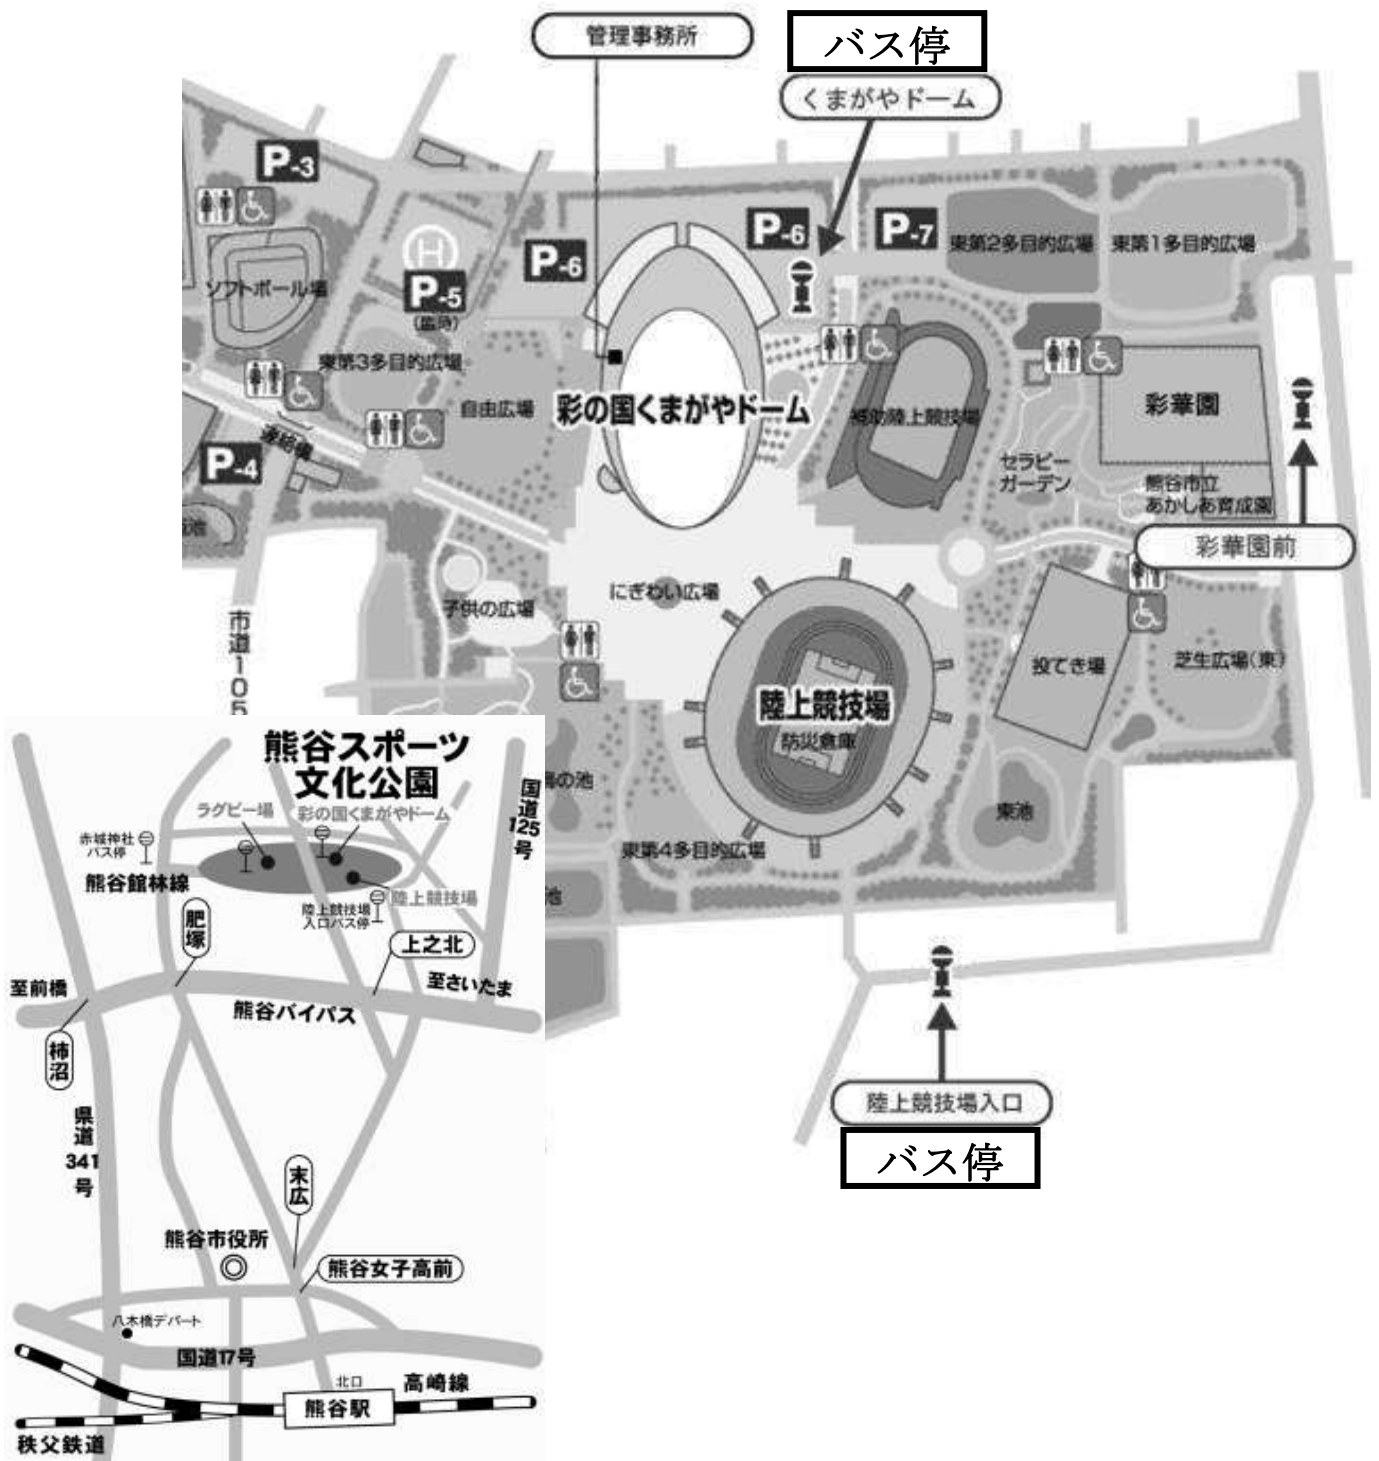 管理事務所
バス停
くまがやドーム
P-3
P-6
P-7
東第2多目的広場
東第1多目的広場
P-6
H
P-5
(臨時)
ソフトボール場
東第3多目的広場
自由広場
彩の国くまがやドーム
補助陸上競技場
彩華園
セラピー
ガーデン
熊谷市立
あかしあ育成園
彩華園前
連絡橋
P-4
池
にぎわい広場
子供の広場
市道105
投てき場
芝生広場(東)
陸上競技場
防災倉庫
の池
東池
東第4多目的広場
池
陸上競技場入口
バス停
熊谷スポーツ
文化公園
ラグビー場
彩の国くまがやドーム
国道
125
号
赤城神社
バス停
熊谷館林線
陸上競技場
陸上競技場
入口バス停
肥塚
上之北
至前橋
至さいたま
熊谷バイパス
柿沼
県道
341
号
末広
熊谷市役所
熊谷女子高前
八木橋デパート
国道17号
北口
高崎線
熊谷駅
秩父鉄道